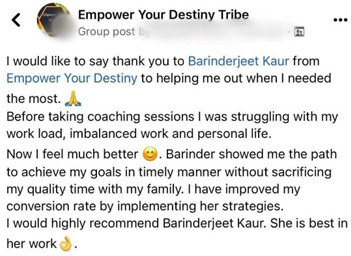 Empower Your Destiny Tribe
Group post by
I would like to say thank you to Barinderjeet Kaur from
Empower Your Destiny to helping me out when I needed
the most. 🙏
Before taking coaching sessions I was struggling with my
work load, imbalanced work and personal life.
Now I feel much better 😊. Barinder showed me the path
to achieve my goals in timely manner without sacrificing
my quality time with my family. I have improved my
conversion rate by implementing her strategies.
I would highly recommend Barinderjeet Kaur. She is best in
her work👌.